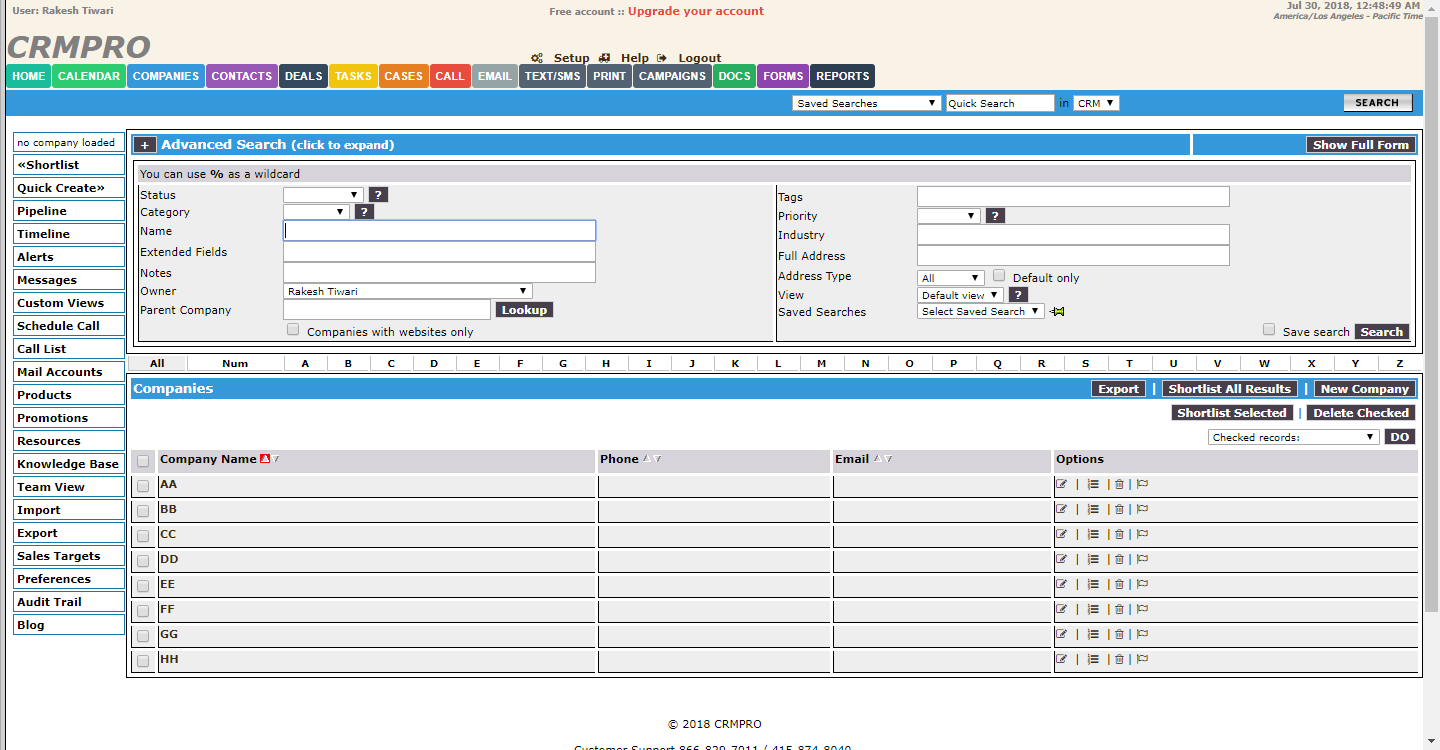 User: Rakesh Tiwari
Free account :: Upgrade your account
Jul 30, 2018, 12:48:49 AM
America/Los Angeles - Pacific Time
CRMPRO
Setup Help Logout
HOME CALENDAR COMPANIES CONTACTS DEALS TASKS CASES CALL EMAIL TEXT/SMS PRINT CAMPAIGNS DOCS FORMS REPORTS
Saved Searches Quick Search in CRM SEARCH
no company loaded
«Shortlist
Quick Create»
Pipeline
Timeline
Alerts
Messages
Custom Views
Schedule Call
Call List
Mail Accounts
Products
Promotions
Resources
Knowledge Base
Team View
Import
Export
Sales Targets
Preferences
Audit Trail
Blog
+ Advanced Search (click to expand) Show Full Form
You can use % as a wildcard
Status ?
Category ?
Name
Extended Fields
Notes
Owner Rakesh Tiwari
Parent Company Lookup
Companies with websites only
Tags
Priority ?
Industry
Full Address
Address Type All Default only
View Default view ?
Saved Searches Select Saved Search
Save search Search
All Num A B C D E F G H I J K L M N O P Q R S T U V W X Y Z
Companies Export | Shortlist All Results | New Company
Shortlist Selected | Delete Checked
Checked records: DO
Company Name Phone Email Options
AA | | |
BB | | |
CC | | |
DD | | |
EE | | |
FF | | |
GG | | |
HH | | |
© 2018 CRMPRO